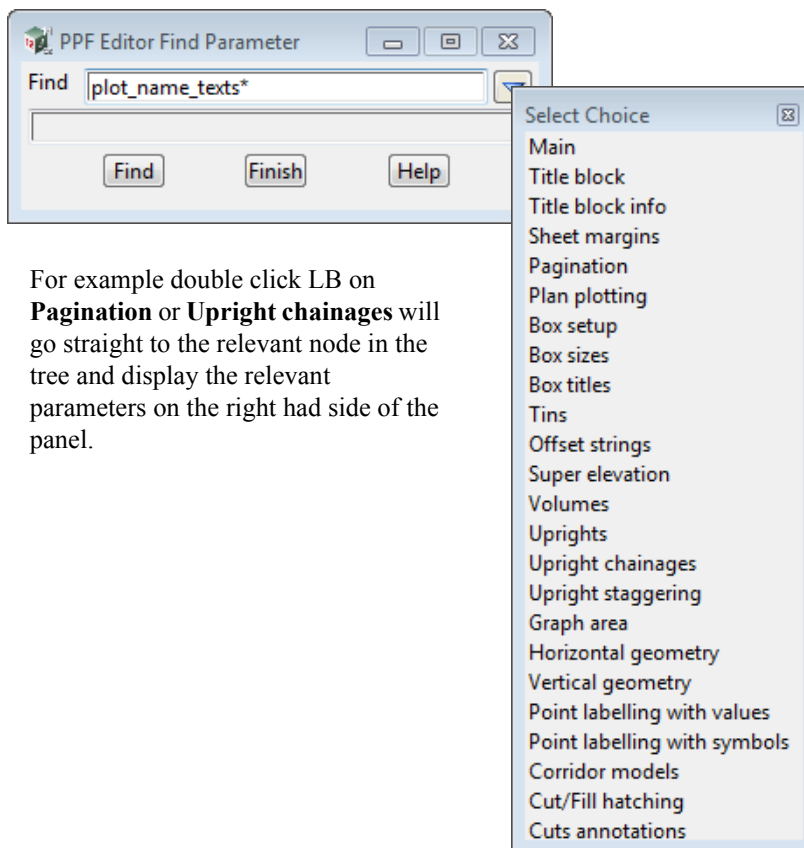 PPF Editor Find Parameter
Find plot_name_texts*
Find Finish Help
Select Choice
Main
Title block
Title block info
Sheet margins
Pagination
Plan plotting
Box setup
Box sizes
Box titles
Tins
Offset strings
Super elevation
Volumes
Uprights
Upright chainages
Upright staggering
Graph area
Horizontal geometry
Vertical geometry
Point labelling with values
Point labelling with symbols
Corridor models
Cut/Fill hatching
Cuts annotations
For example double click LB on
Pagination or Upright chainages will
go straight to the relevant node in the
tree and display the relevant
parameters on the right had side of the
panel.